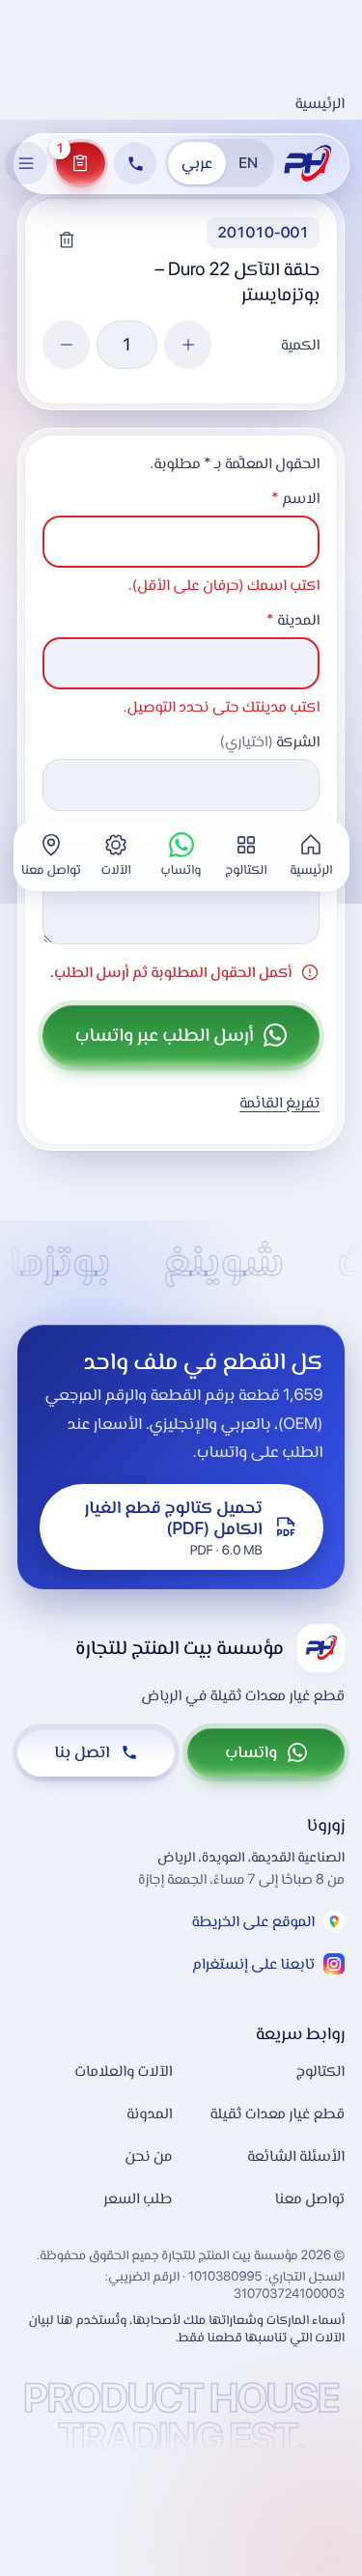 الرئيسية
عربي
EN
1
201010-001
حلقة التآكل Duro 22 –
بوتزمايستر
الكمية
1
الحقول المعلَّمة بـ * مطلوبة.
الاسم *
اكتب اسمك (حرفان على الأقل).
المدينة *
اكتب مدينتك حتى نحدد التوصيل.
الشركة (اختياري)
الرئيسية
الكتالوج
واتساب
الآلات
تواصل معنا
أكمل الحقول المطلوبة ثم أرسل الطلب.
أرسل الطلب عبر واتساب
تفريغ القائمة
شوينغ
كل القطع في ملف واحد
1,659 قطعة برقم القطعة والرقم المرجعي
(OEM)، بالعربي والإنجليزي. الأسعار عند
الطلب على واتساب.
تحميل كتالوج قطع الغيار
الكامل (PDF)
PDF · 6.0 MB
مؤسسة بيت المنتج للتجارة
قطع غيار معدات ثقيلة في الرياض
واتساب
اتصل بنا
زورونا
الصناعية القديمة، العويدة، الرياض
من 8 صباحًا إلى 7 مساءً، الجمعة إجازة
الموقع على الخريطة
تابعنا على إنستغرام
روابط سريعة
الكتالوج
الآلات والعلامات
قطع غيار معدات ثقيلة
المدونة
الأسئلة الشائعة
من نحن
تواصل معنا
طلب السعر
© 2026 مؤسسة بيت المنتج للتجارة جميع الحقوق محفوظة.
السجل التجاري: 1010380995 · الرقم الضريبي:
310703724100003
أسماء الماركات وشعاراتها ملك لأصحابها، وتُستخدم هنا لبيان
الآلات التي تناسبها قطعنا فقط.
PRODUCT HOUSE
TRADING EST.